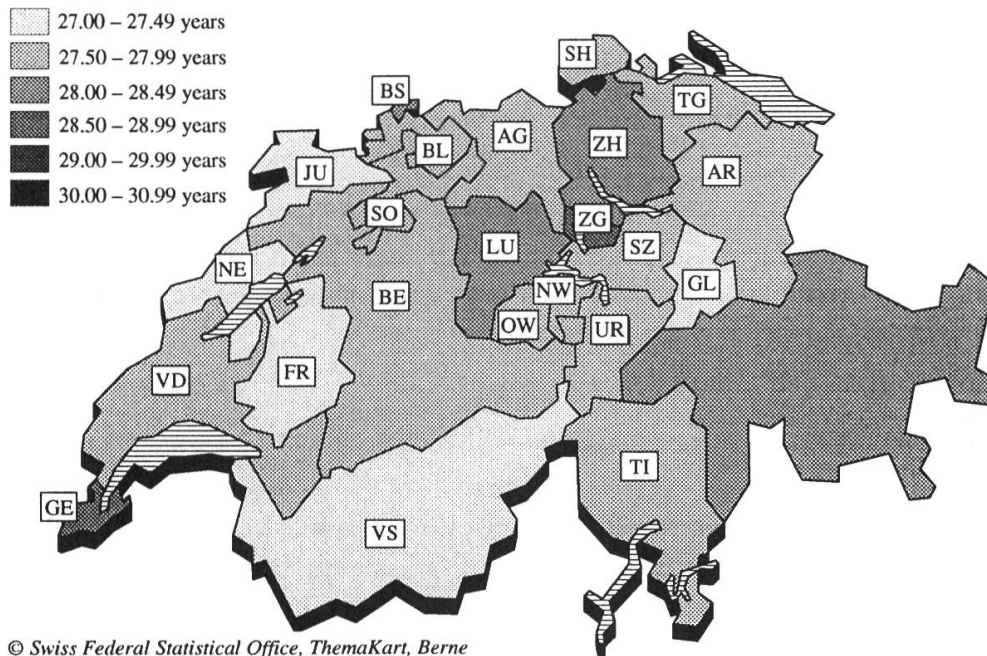 27.00 – 27.49 years
27.50 – 27.99 years
28.00 – 28.49 years
28.50 – 28.99 years
29.00 – 29.99 years
30.00 – 30.99 years
SH
BS
TG
AG
BL
ZH
JU
AR
SO
ZG
LU
SZ
NE
GL
BE
NW
OW
UR
FR
VD
TI
GE
VS
© Swiss Federal Statistical Office, ThemaKart, Berne